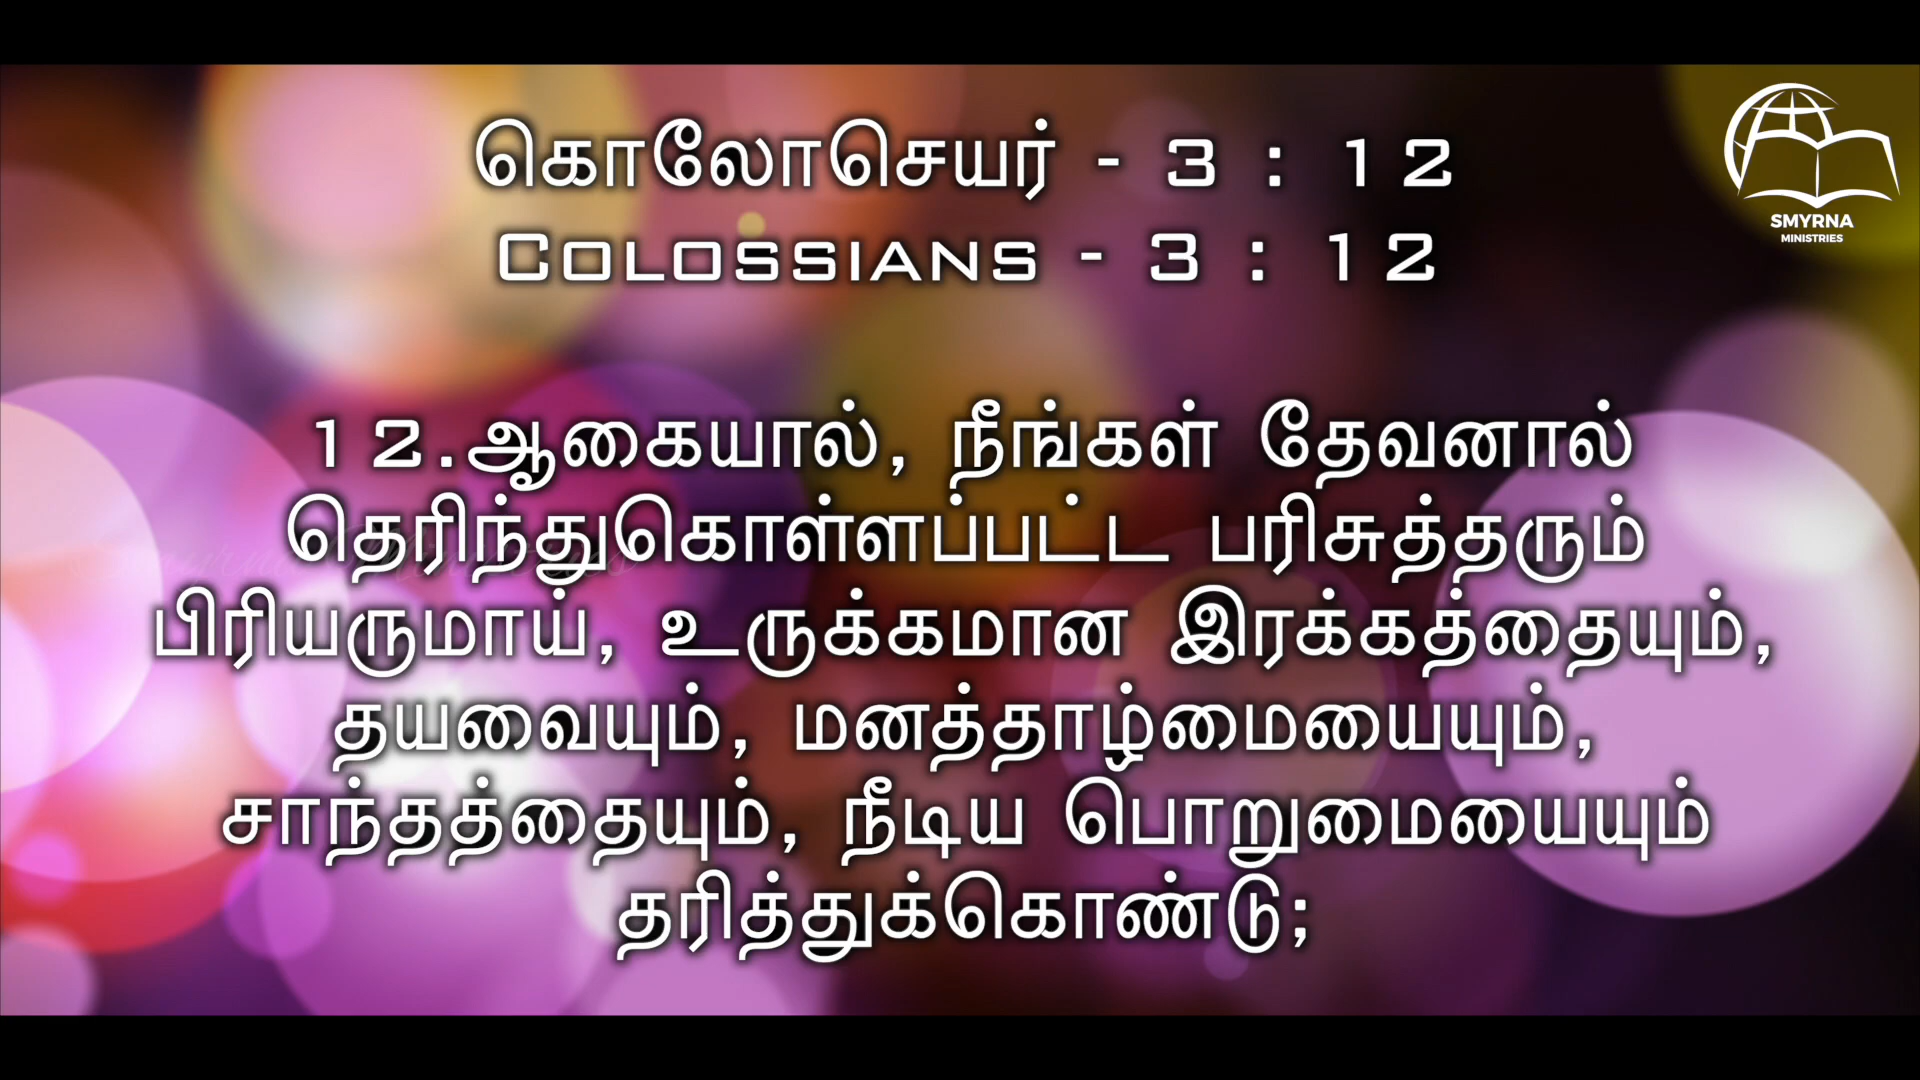 கொலோசெயர் - 3 : 12
Colossians - 3 : 12
SMYRNA
MINISTRIES
12.ஆகையால், நீங்கள் தேவனால்
தெரிந்துகொள்ளப்பட்ட பரிசுத்தரும்
பிரியருமாய், உருக்கமான இரக்கத்தையும்,
தயவையும், மனத்தாழ்மையையும்,
சாந்தத்தையும், நீடிய பொறுமையையும்
தரித்துக்கொண்டு;